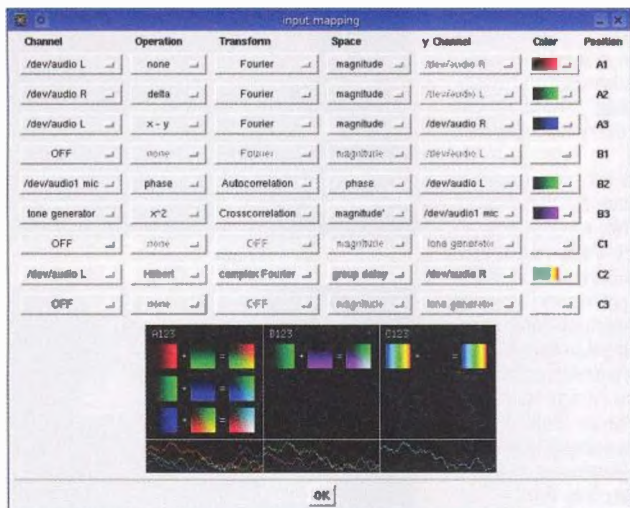 input mapping
Channel Operation Transform Space y Channel Color Position
/dev/audio L none Fourier magnitude /dev/audio R A1
/dev/audio R delta Fourier magnitude /dev/audio L A2
/dev/audio L x - y Fourier magnitude /dev/audio R A3
OFF none Fourier magnitude /dev/audio L B1
/dev/audio1 mic phase Autocorrelation phase /dev/audio L B2
tone generator x^2 Crosscorrelation magnitude' /dev/audio1 mic B3
OFF none OFF magnitude tone generator C1
/dev/audio L Hilbert complex Fourier group delay /dev/audio R C2
OFF none OFF magnitude tone generator C3
A123 B123 C123
+ = + = + =
+ =
+ =
OK